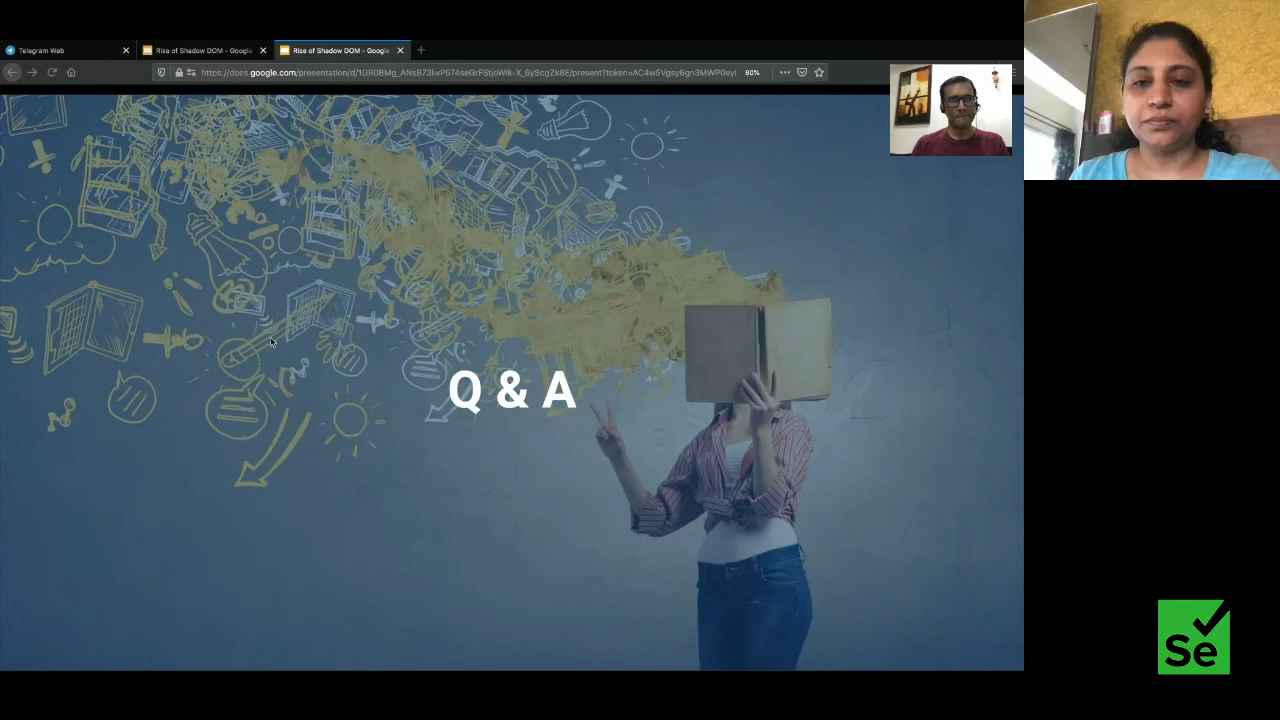 Telegram Web
Rise of Shadow DOM - Google
Rise of Shadow DOM - Google
80%
Q & A
Se